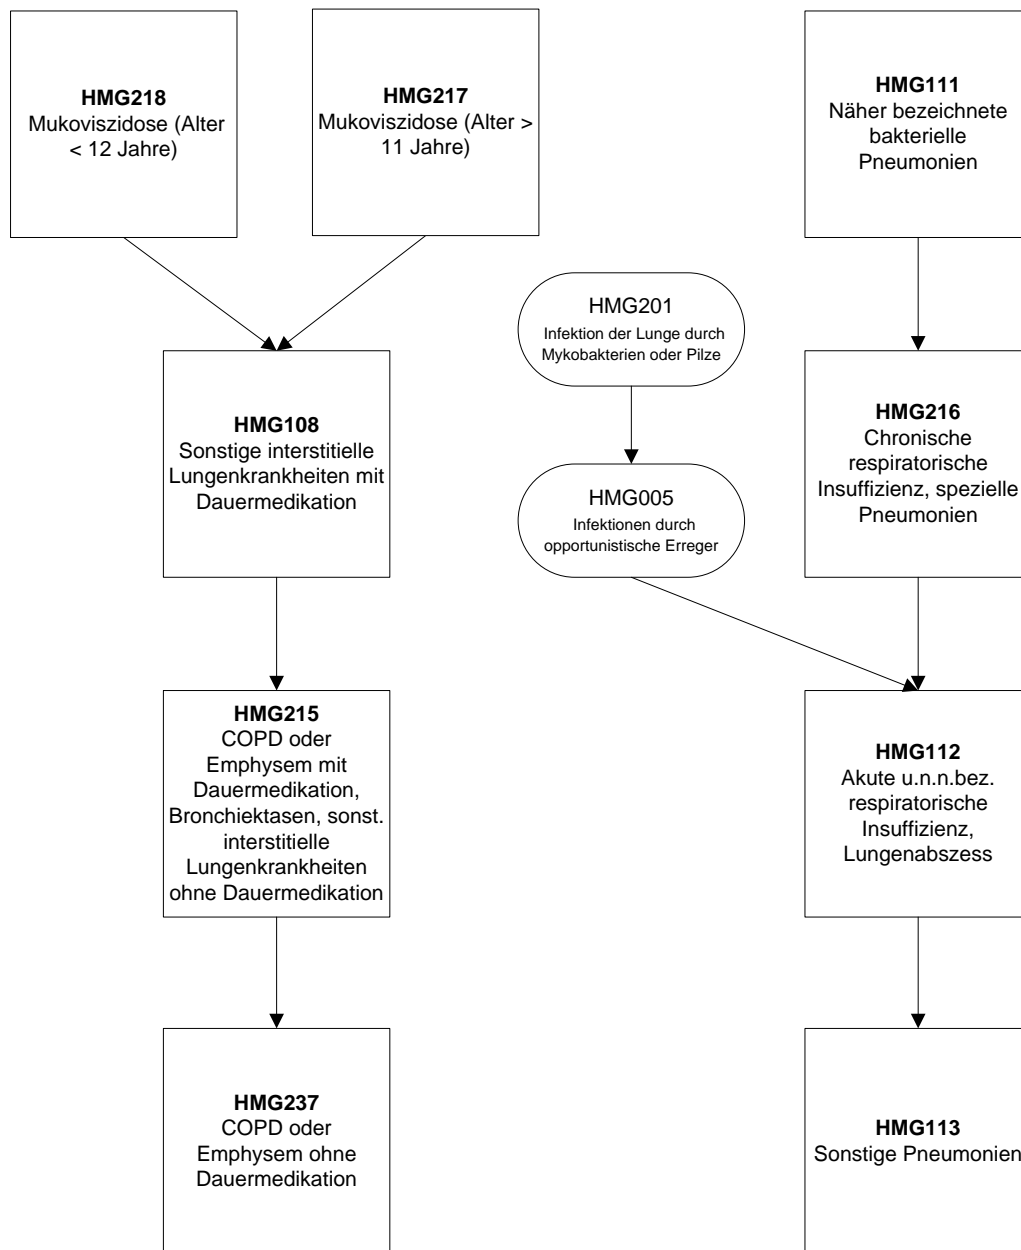 HMG218
Mukoviszidose (Alter
< 12 Jahre)
HMG217
Mukoviszidose (Alter >
11 Jahre)
HMG111
Näher bezeichnete
bakterielle
Pneumonien
HMG201
Infektion der Lunge durch
Mykobakterien oder Pilze
HMG108
Sonstige interstitielle
Lungenkrankheiten mit
Dauermedikation
HMG216
Chronische
respiratorische
Insuffizienz, spezielle
Pneumonien
HMG005
Infektionen durch
opportunistische Erreger
HMG215
COPD oder
Emphysem mit
Dauermedikation,
Bronchiektasen, sonst.
interstitielle
Lungenkrankheiten
ohne Dauermedikation
HMG112
Akute u.n.n.bez.
respiratorische
Insuffizienz,
Lungenabszess
HMG237
COPD oder
Emphysem ohne
Dauermedikation
HMG113
Sonstige Pneumonien